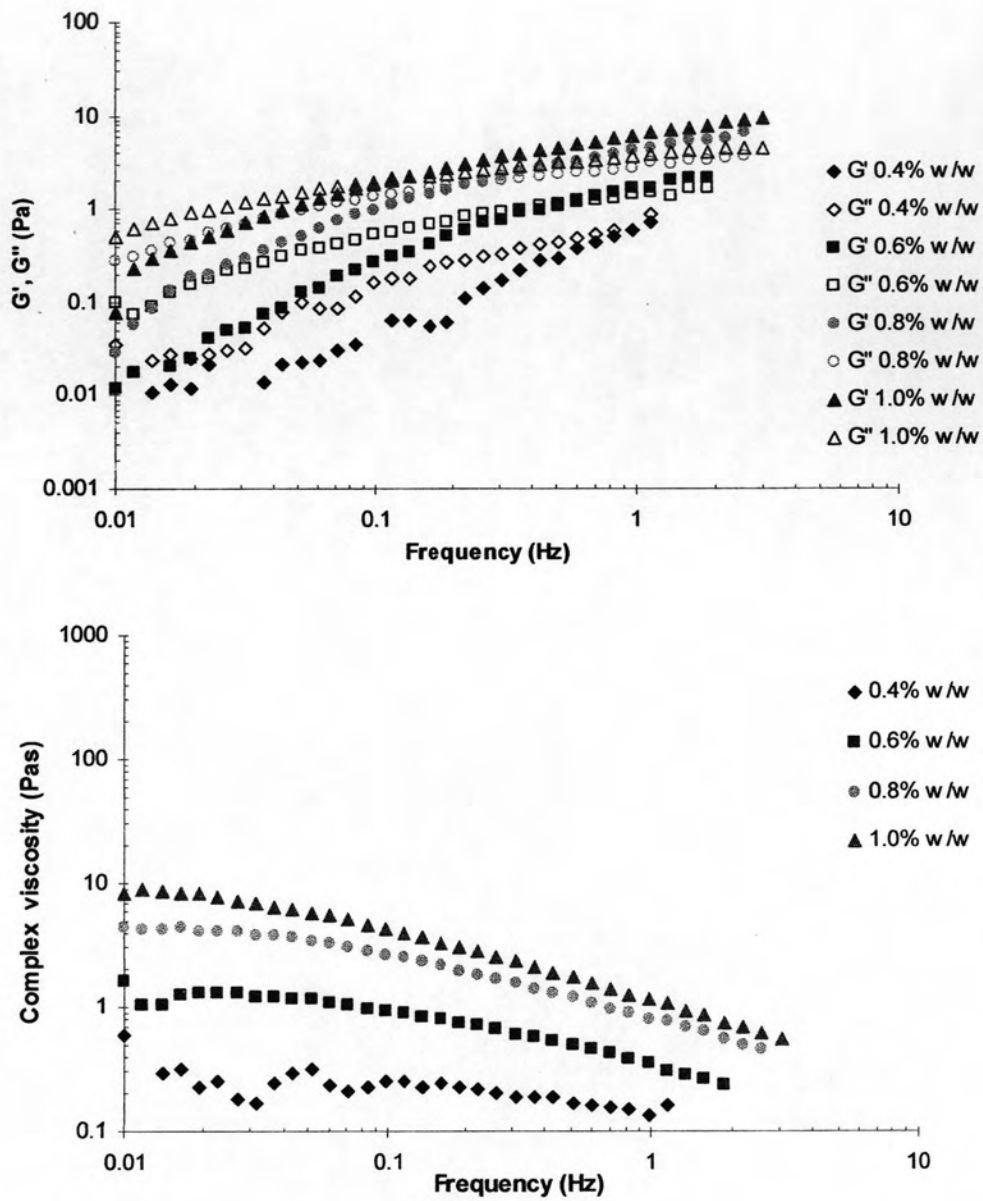 100
10
1
0.1
0.01
0.001
G', G" (Pa)
0.01
0.1
1
10
Frequency (Hz)
G' 0.4% w/w
G" 0.4% w/w
G' 0.6% w/w
G" 0.6% w/w
G' 0.8% w/w
G" 0.8% w/w
G' 1.0% w/w
G" 1.0% w/w
1000
100
10
1
0.1
Complex viscosity (Pas)
0.01
0.1
1
10
Frequency (Hz)
0.4% w/w
0.6% w/w
0.8% w/w
1.0% w/w